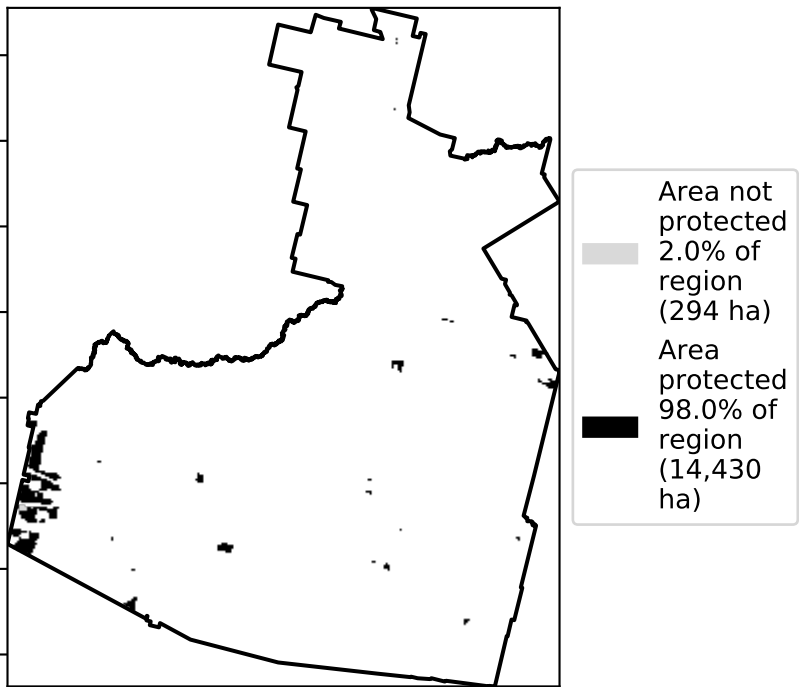 Area not
protected
2.0% of
region
(294 ha)
Area
protected
98.0% of
region
(14,430
ha)